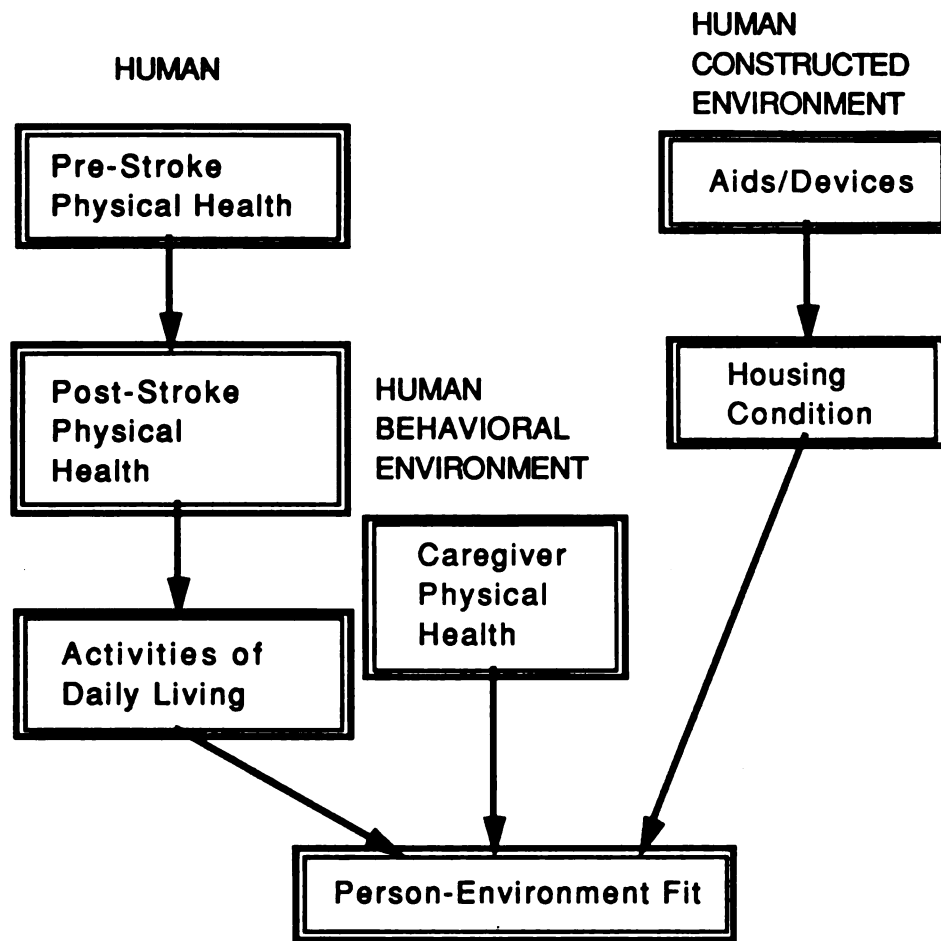 HUMAN
Pre-Stroke
Physical Health
Post-Stroke
Physical
Health
Activities of
Daily Living
HUMAN
BEHAVIORAL
ENVIRONMENT
Caregiver
Physical
Health
HUMAN
CONSTRUCTED
ENVIRONMENT
Aids/Devices
Housing
Condition
Person-Environment Fit